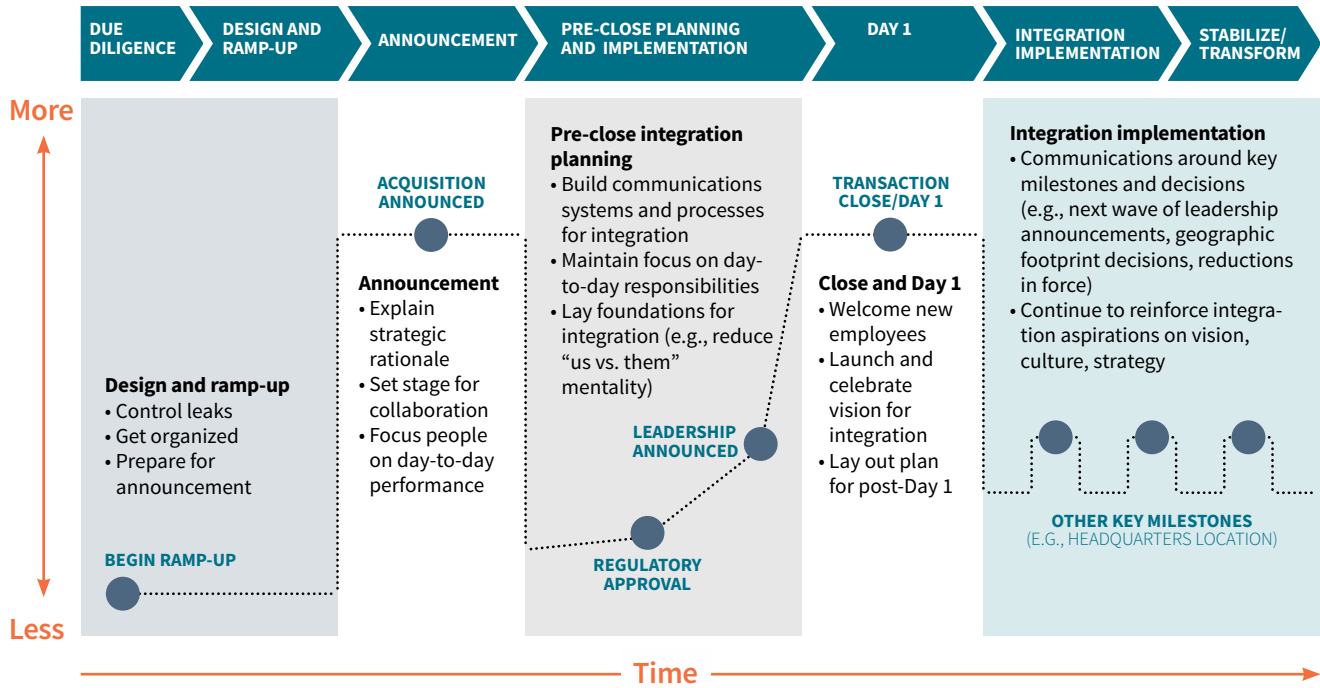 DUE
DILIGENCE
DESIGN AND
RAMP-UP
ANNOUNCEMENT
PRE-CLOSE PLANNING
AND IMPLEMENTATION
DAY 1
INTEGRATION
IMPLEMENTATION
STABILIZE/
TRANSFORM
More
Less
Design and ramp-up
• Control leaks
• Get organized
• Prepare for
announcement
BEGIN RAMP-UP
ACQUISITION
ANNOUNCED
Announcement
• Explain
strategic
rationale
• Set stage for
collaboration
• Focus people
on day-to-day
performance
Pre-close integration
planning
• Build communications
systems and processes
for integration
• Maintain focus on day-
to-day responsibilities
• Lay foundations for
integration (e.g., reduce
“us vs. them”
mentality)
LEADERSHIP
ANNOUNCED
REGULATORY
APPROVAL
TRANSACTION
CLOSE/DAY 1
Close and Day 1
• Welcome new
employees
• Launch and
celebrate
vision for
integration
• Lay out plan
for post-Day 1
Integration implementation
• Communications around key
milestones and decisions
(e.g., next wave of leadership
announcements, geographic
footprint decisions, reductions
in force)
• Continue to reinforce integra-
tion aspirations on vision,
culture, strategy
OTHER KEY MILESTONES
(E.G., HEADQUARTERS LOCATION)
Time